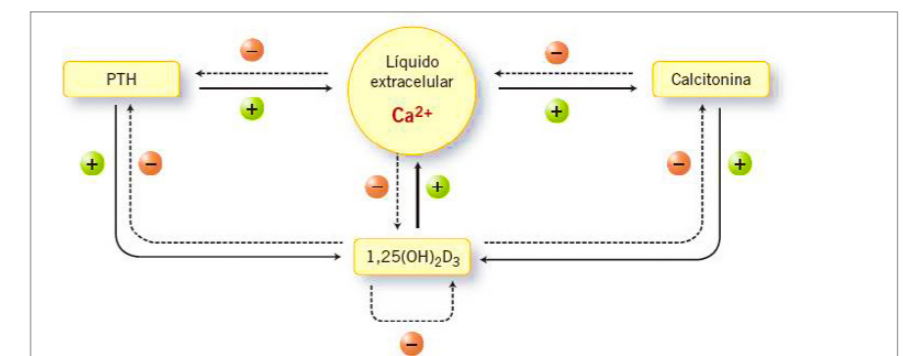 −
−
Líquido
extracelular
Ca²⁺
PTH
Calcitonina
+
+
+
−
−
+
−
+
1,25(OH)₂D₃
−